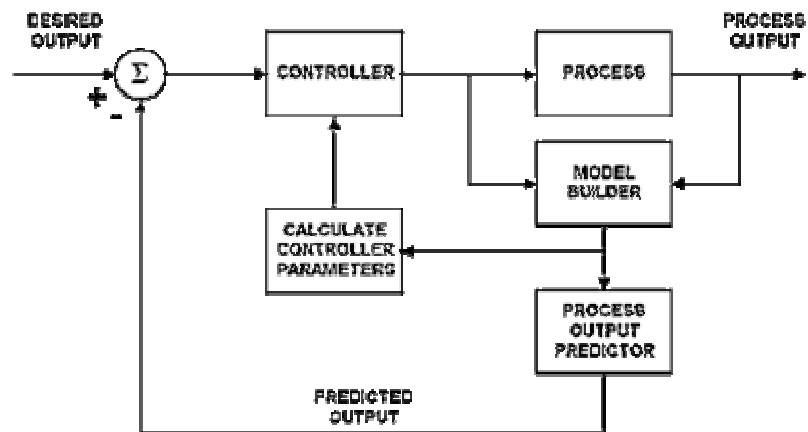 DESIRED
OUTPUT
PROCESS
OUTPUT
Σ
+
-
CONTROLLER
PROCESS
MODEL
BUILDER
CALCULATE
CONTROLLER
PARAMETERS
PROCESS
OUTPUT
PREDICTOR
PREDICTED
OUTPUT